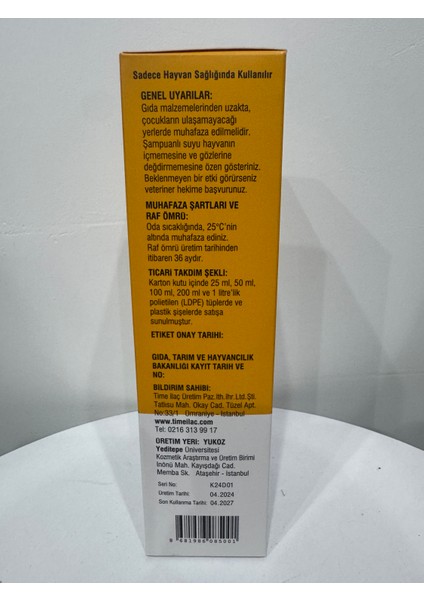 Sadece Hayvan Sağlığında Kullanılır
GENEL UYARILAR:
Gıda malzemelerinden uzakta,
çocukların ulaşamayacağı
yerlerde muhafaza edilmelidir.
Şampuanlı suyu hayvanın
içmemesine ve gözlerine
değdirmemesine özen gösteriniz.
Beklenmeyen bir etki görürseniz
veteriner hekime başvurunuz.
MUHAFAZA ŞARTLARI VE
RAF ÖMRÜ:
Oda sıcaklığında, 25°C'nin
altında muhafaza ediniz.
Raf ömrü üretim tarihinden
itibaren 36 aydır.
TİCARİ TAKDİM ŞEKLİ:
Karton kutu içinde 25 ml, 50 ml,
100 ml, 200 ml ve 1 litre'lik
polietilen (LDPE) tüplerde ve
plastik şişelerde satışa
sunulmuştur.
ETİKET ONAY TARİHİ:
GIDA, TARIM VE HAYVANCILIK
BAKANLIĞI KAYIT TARİH VE
NO:
BİLDİRİM SAHİBİ:
Time İlaç Üretim Paz.İth.İhr.Ltd.Şti.
Tatlısu Mah. Okay Cad. Tüzel Apt.
No:33/1 Ümraniye - İstanbul
www.timeilac.com
Tel: 0216 313 99 17
ÜRETİM YERİ: YUKOZ
Yeditepe Üniversitesi
Kozmetik Araştırma ve Üretim Birimi
İnönü Mah. Kayışdağı Cad.
Memba Sk. Ataşehir - İstanbul
Seri No: K24D01
Üretim Tarihi: 04.2024
Son Kullanma Tarihi: 04.2027
8 681986 085001